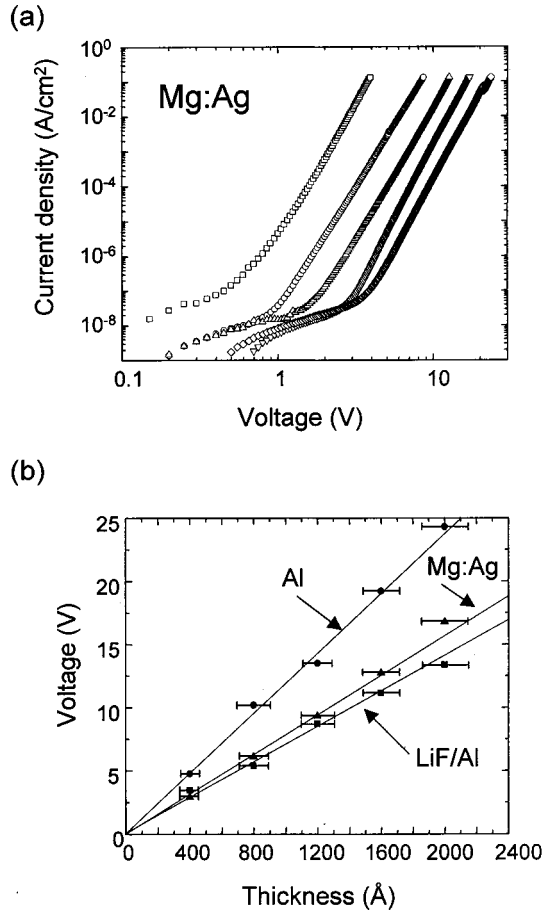 (a)
10⁰
10⁻²
10⁻⁴
10⁻⁶
10⁻⁸
Current density (A/cm²)
Mg:Ag
0.1 1 10
Voltage (V)
(b)
25
20
15
10
5
0
Voltage (V)
Al
Mg:Ag
LiF/Al
0 400 800 1200 1600 2000 2400
Thickness (Å)